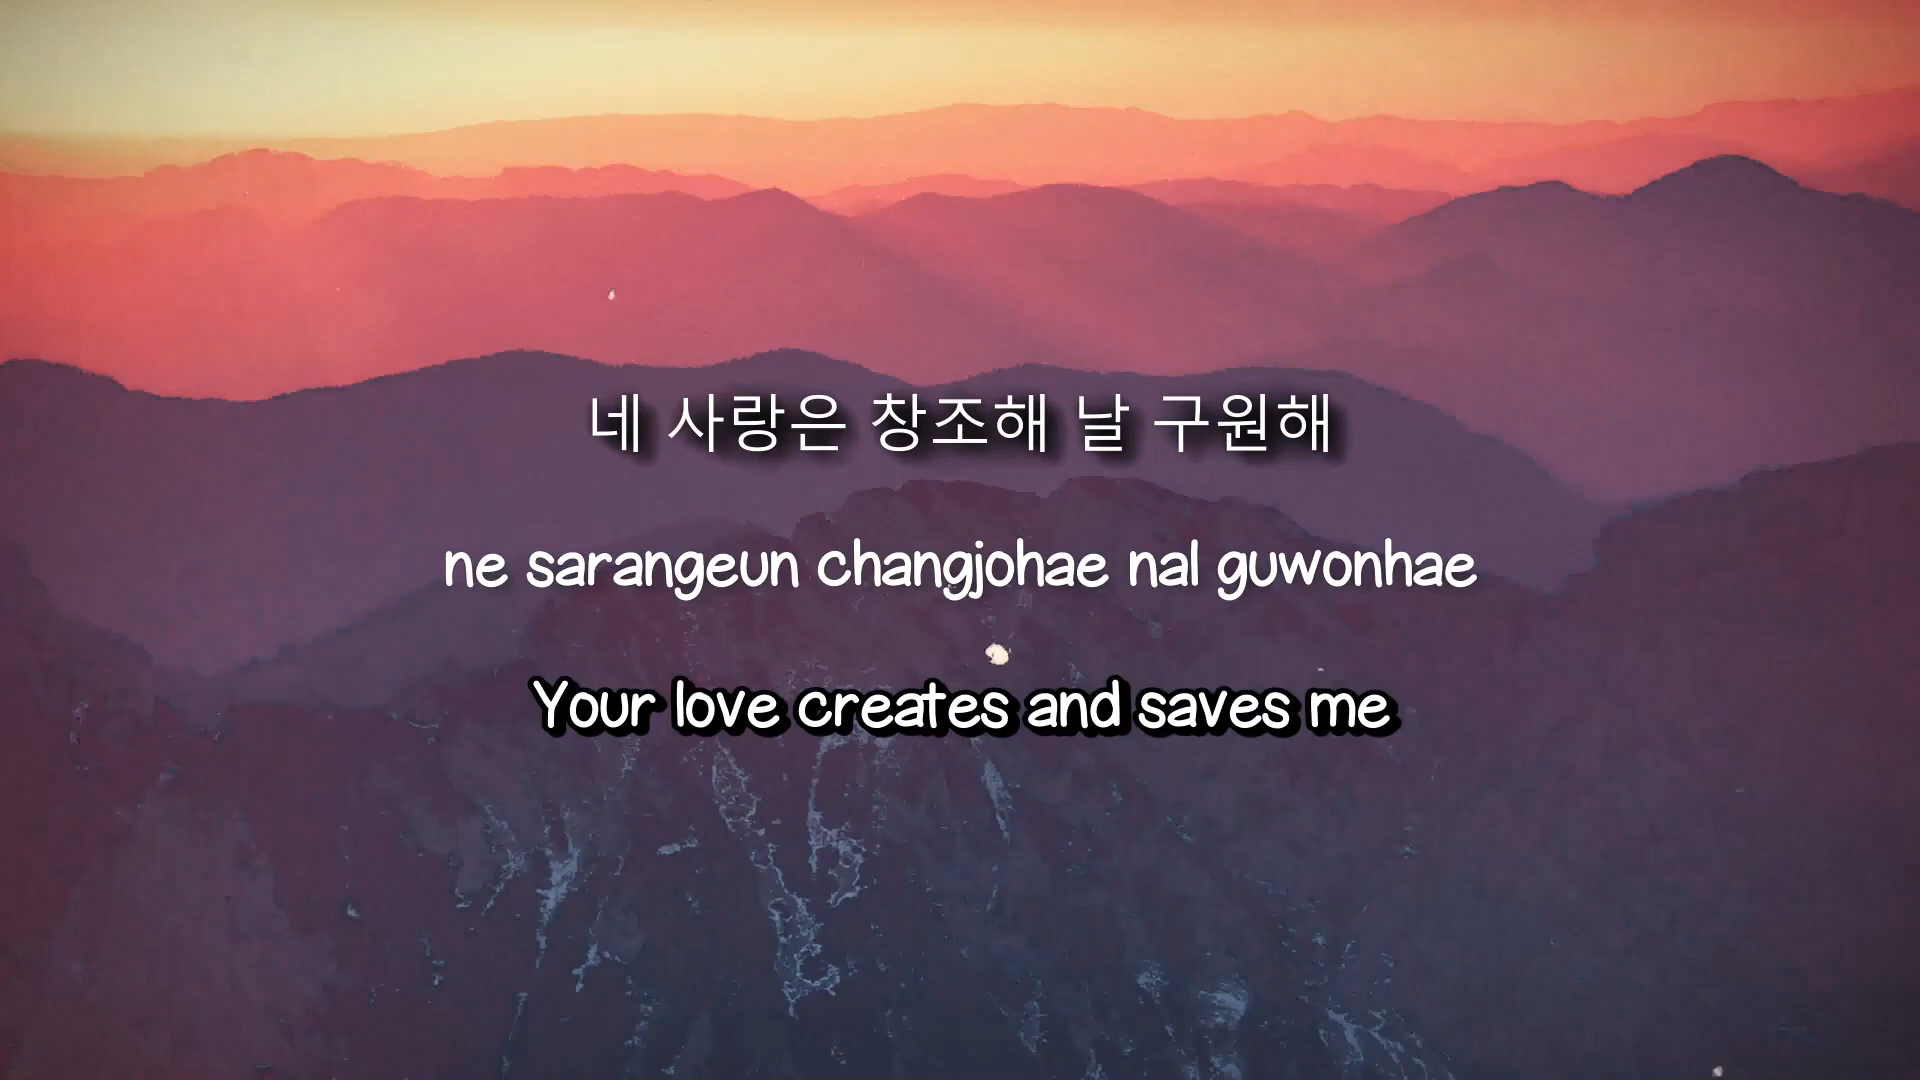 네 사랑은 창조해 날 구원해
ne sarangeun changjohae nal guwonhae
Your love creates and saves me